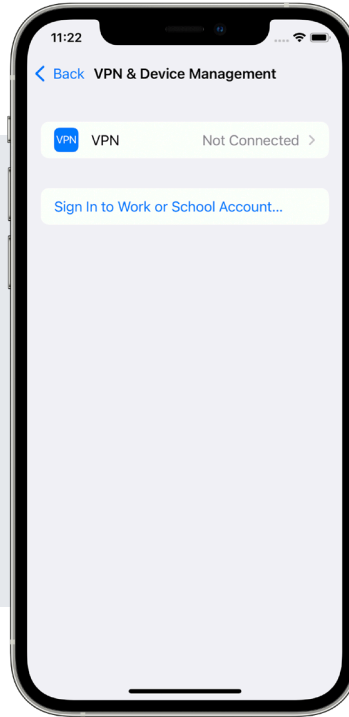 11:22
Back VPN & Device Management
VPN VPN Not Connected
Sign In to Work or School Account...